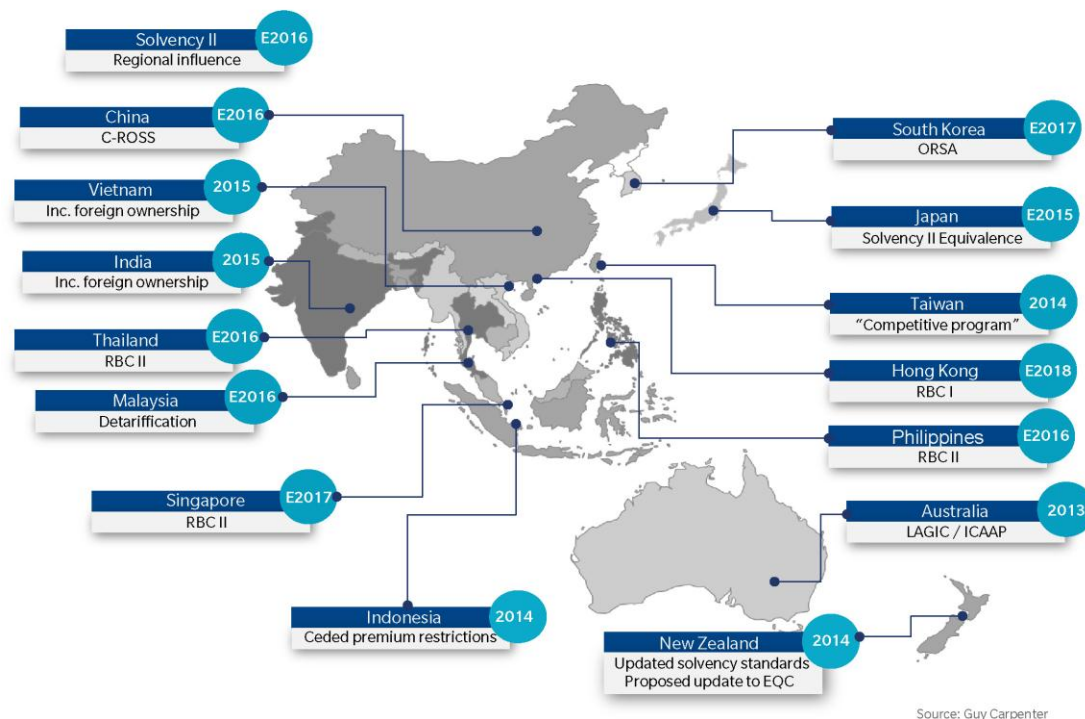 Solvency II
E2016
Regional influence
China
E2016
C-ROSS
Vietnam
2015
Inc. foreign ownership
India
2015
Inc. foreign ownership
Thailand
E2016
RBC II
Malaysia
E2016
Detariffication
Singapore
E2017
RBC II
Indonesia
2014
Ceded premium restrictions
South Korea
E2017
ORSA
Japan
E2015
Solvency II Equivalence
Taiwan
2014
“Competitive program”
Hong Kong
E2018
RBC I
Philippines
E2016
RBC II
Australia
2013
LAGIC / ICAAP
New Zealand
2014
Updated solvency standards
Proposed update to EQC
Source: Guy Carpenter